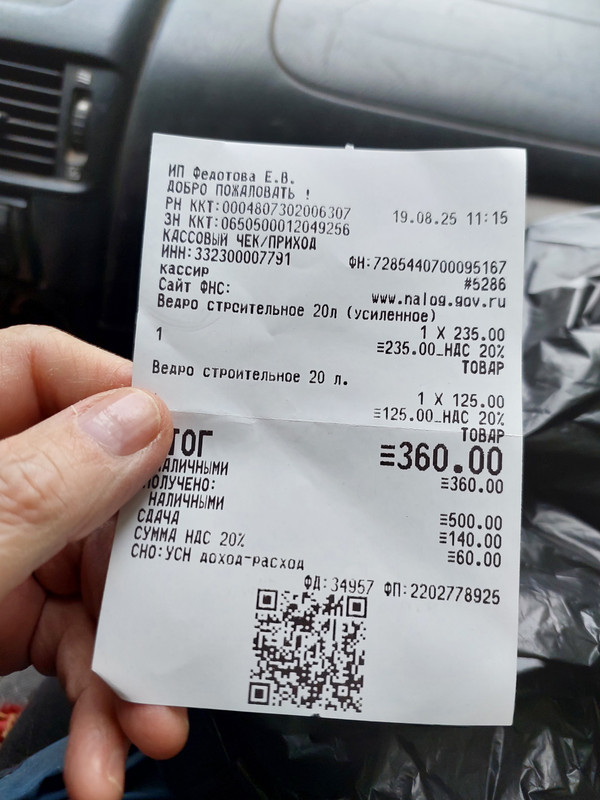 ИП Федотова Е.В.
ДОБРО ПОЖАЛОВАТЬ !
РН ККТ:0004807302006307 19.08.25 11:15
ЗН ККТ:0650500012049256
КАССОВЫЙ ЧЕК/ПРИХОД
ИНН:332300007791 ФН:7285440700095167
кассир #5286
Сайт ФНС: www.nalog.gov.ru
Ведро строительное 20л (усиленное)
1 X 235.00
1 ≡235.00_НДС 20%
ТОВАР
Ведро строительное 20 л.
1 X 125.00
≡125.00_НДС 20%
ТОВАР
ТОГ ≡360.00
АЛИЧНЫМИ ≡360.00
ОЛУЧЕНО:
НАЛИЧНЫМИ ≡500.00
СДАЧА ≡140.00
СУММА НДС 20% ≡60.00
СНО:УСН доход-расход
ФД:34957 ФП:2202778925